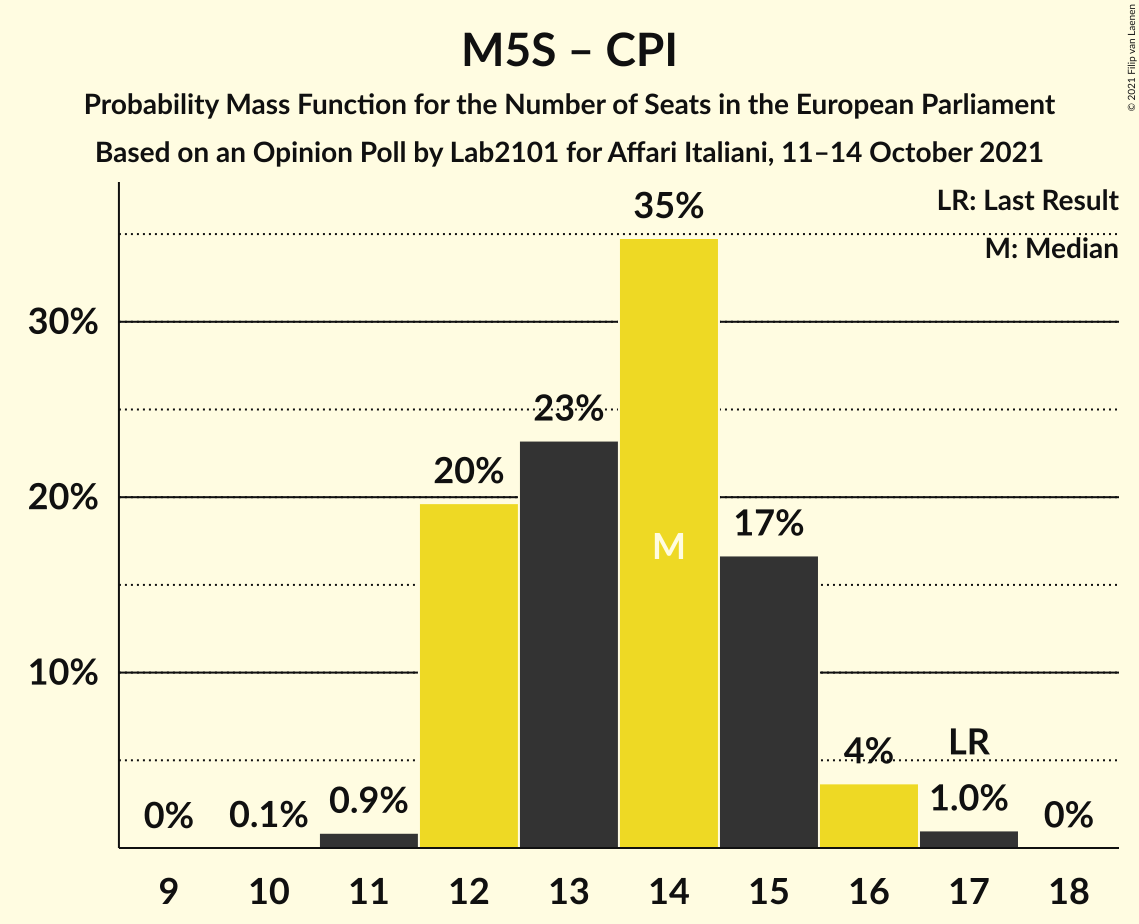 M5S – CPI
Probability Mass Function for the Number of Seats in the European Parliament
Based on an Opinion Poll by Lab2101 for Affari Italiani, 11–14 October 2021
© 2021 Filip van Laenen
LR: Last Result
M: Median
35%
30%
23%
20%
20%
17%
M
10%
4%
LR
0%
0.1%
0.9%
1.0%
0%
9 10 11 12 13 14 15 16 17 18